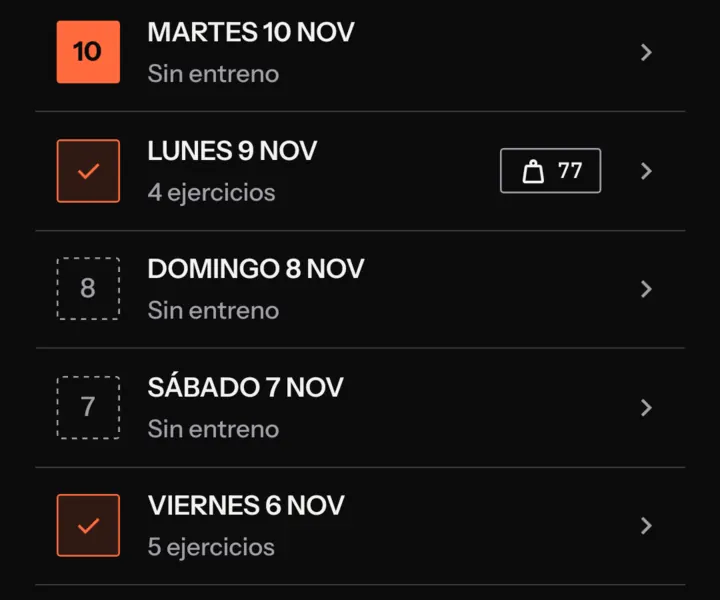 10
MARTES 10 NOV
Sin entreno
LUNES 9 NOV
4 ejercicios
77
8
DOMINGO 8 NOV
Sin entreno
7
SÁBADO 7 NOV
Sin entreno
VIERNES 6 NOV
5 ejercicios